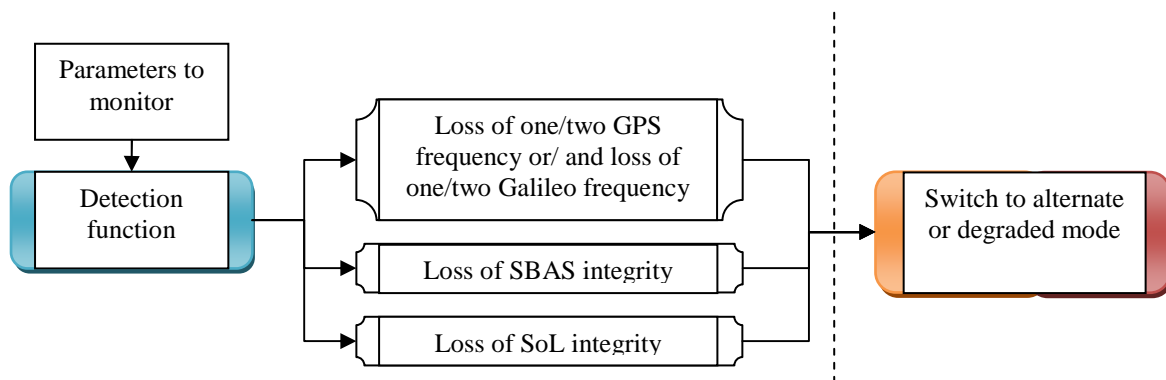 Parameters to
monitor
Detection
function
Loss of one/two GPS
frequency or/ and loss of
one/two Galileo frequency
Loss of SBAS integrity
Loss of SoL integrity
Switch to alternate
or degraded mode